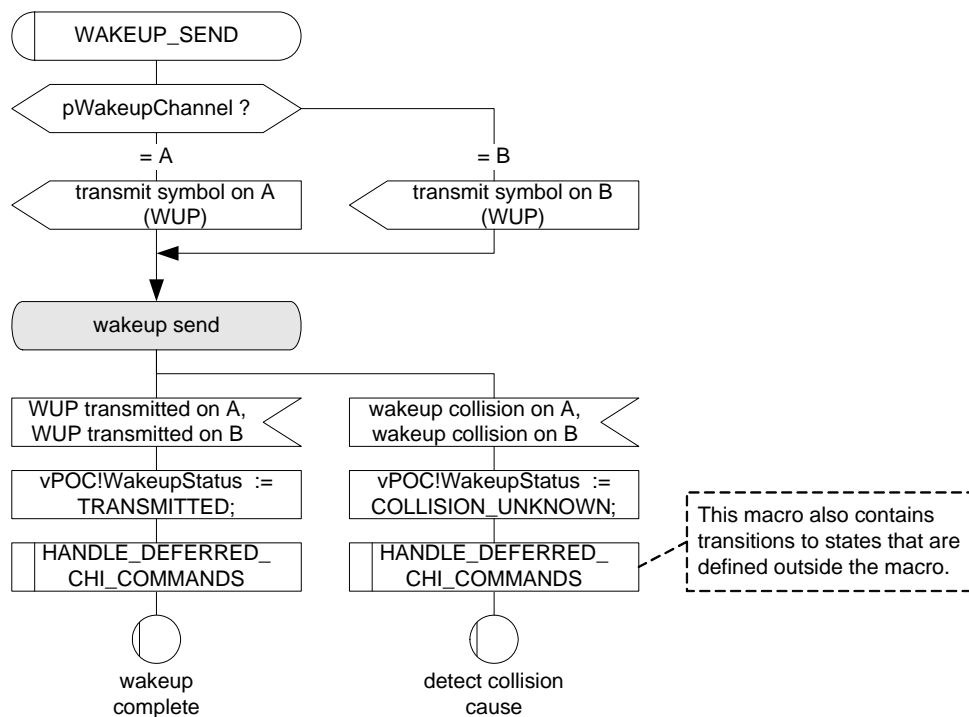 WAKEUP_SEND
pWakeupChannel ?
= A
= B
transmit symbol on A
(WUP)
transmit symbol on B
(WUP)
wakeup send
WUP transmitted on A,
WUP transmitted on B
wakeup collision on A,
wakeup collision on B
vPOC!WakeupStatus :=
TRANSMITTED;
vPOC!WakeupStatus :=
COLLISION_UNKNOWN;
HANDLE_DEFERRED_
CHI_COMMANDS
HANDLE_DEFERRED_
CHI_COMMANDS
This macro also contains
transitions to states that are
defined outside the macro.
wakeup
complete
detect collision
cause